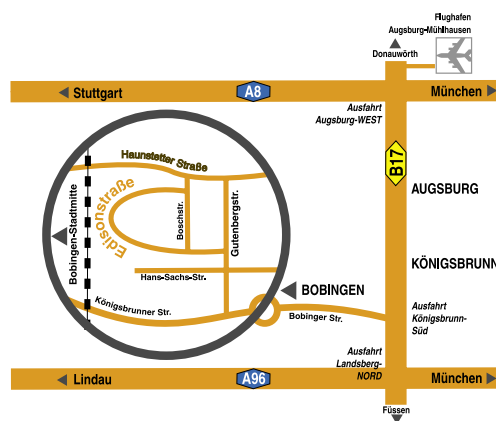 Flughafen
Augsburg-Mühlhausen
Donauwörth
Stuttgart
A8
München
Ausfahrt
Augsburg-WEST
B17
Haunstetter Straße
Edisonstraße
Boschstr.
Gutenbergstr.
Bobingen-Stadtmitte
AUGSBURG
Hans-Sachs-Str.
KÖNIGSBRUNN
BOBINGEN
Königsbrunner Str.
Bobinger Str.
Ausfahrt
Königsbrunn-
Süd
Ausfahrt
Landsberg-
NORD
Lindau
A96
München
Füssen